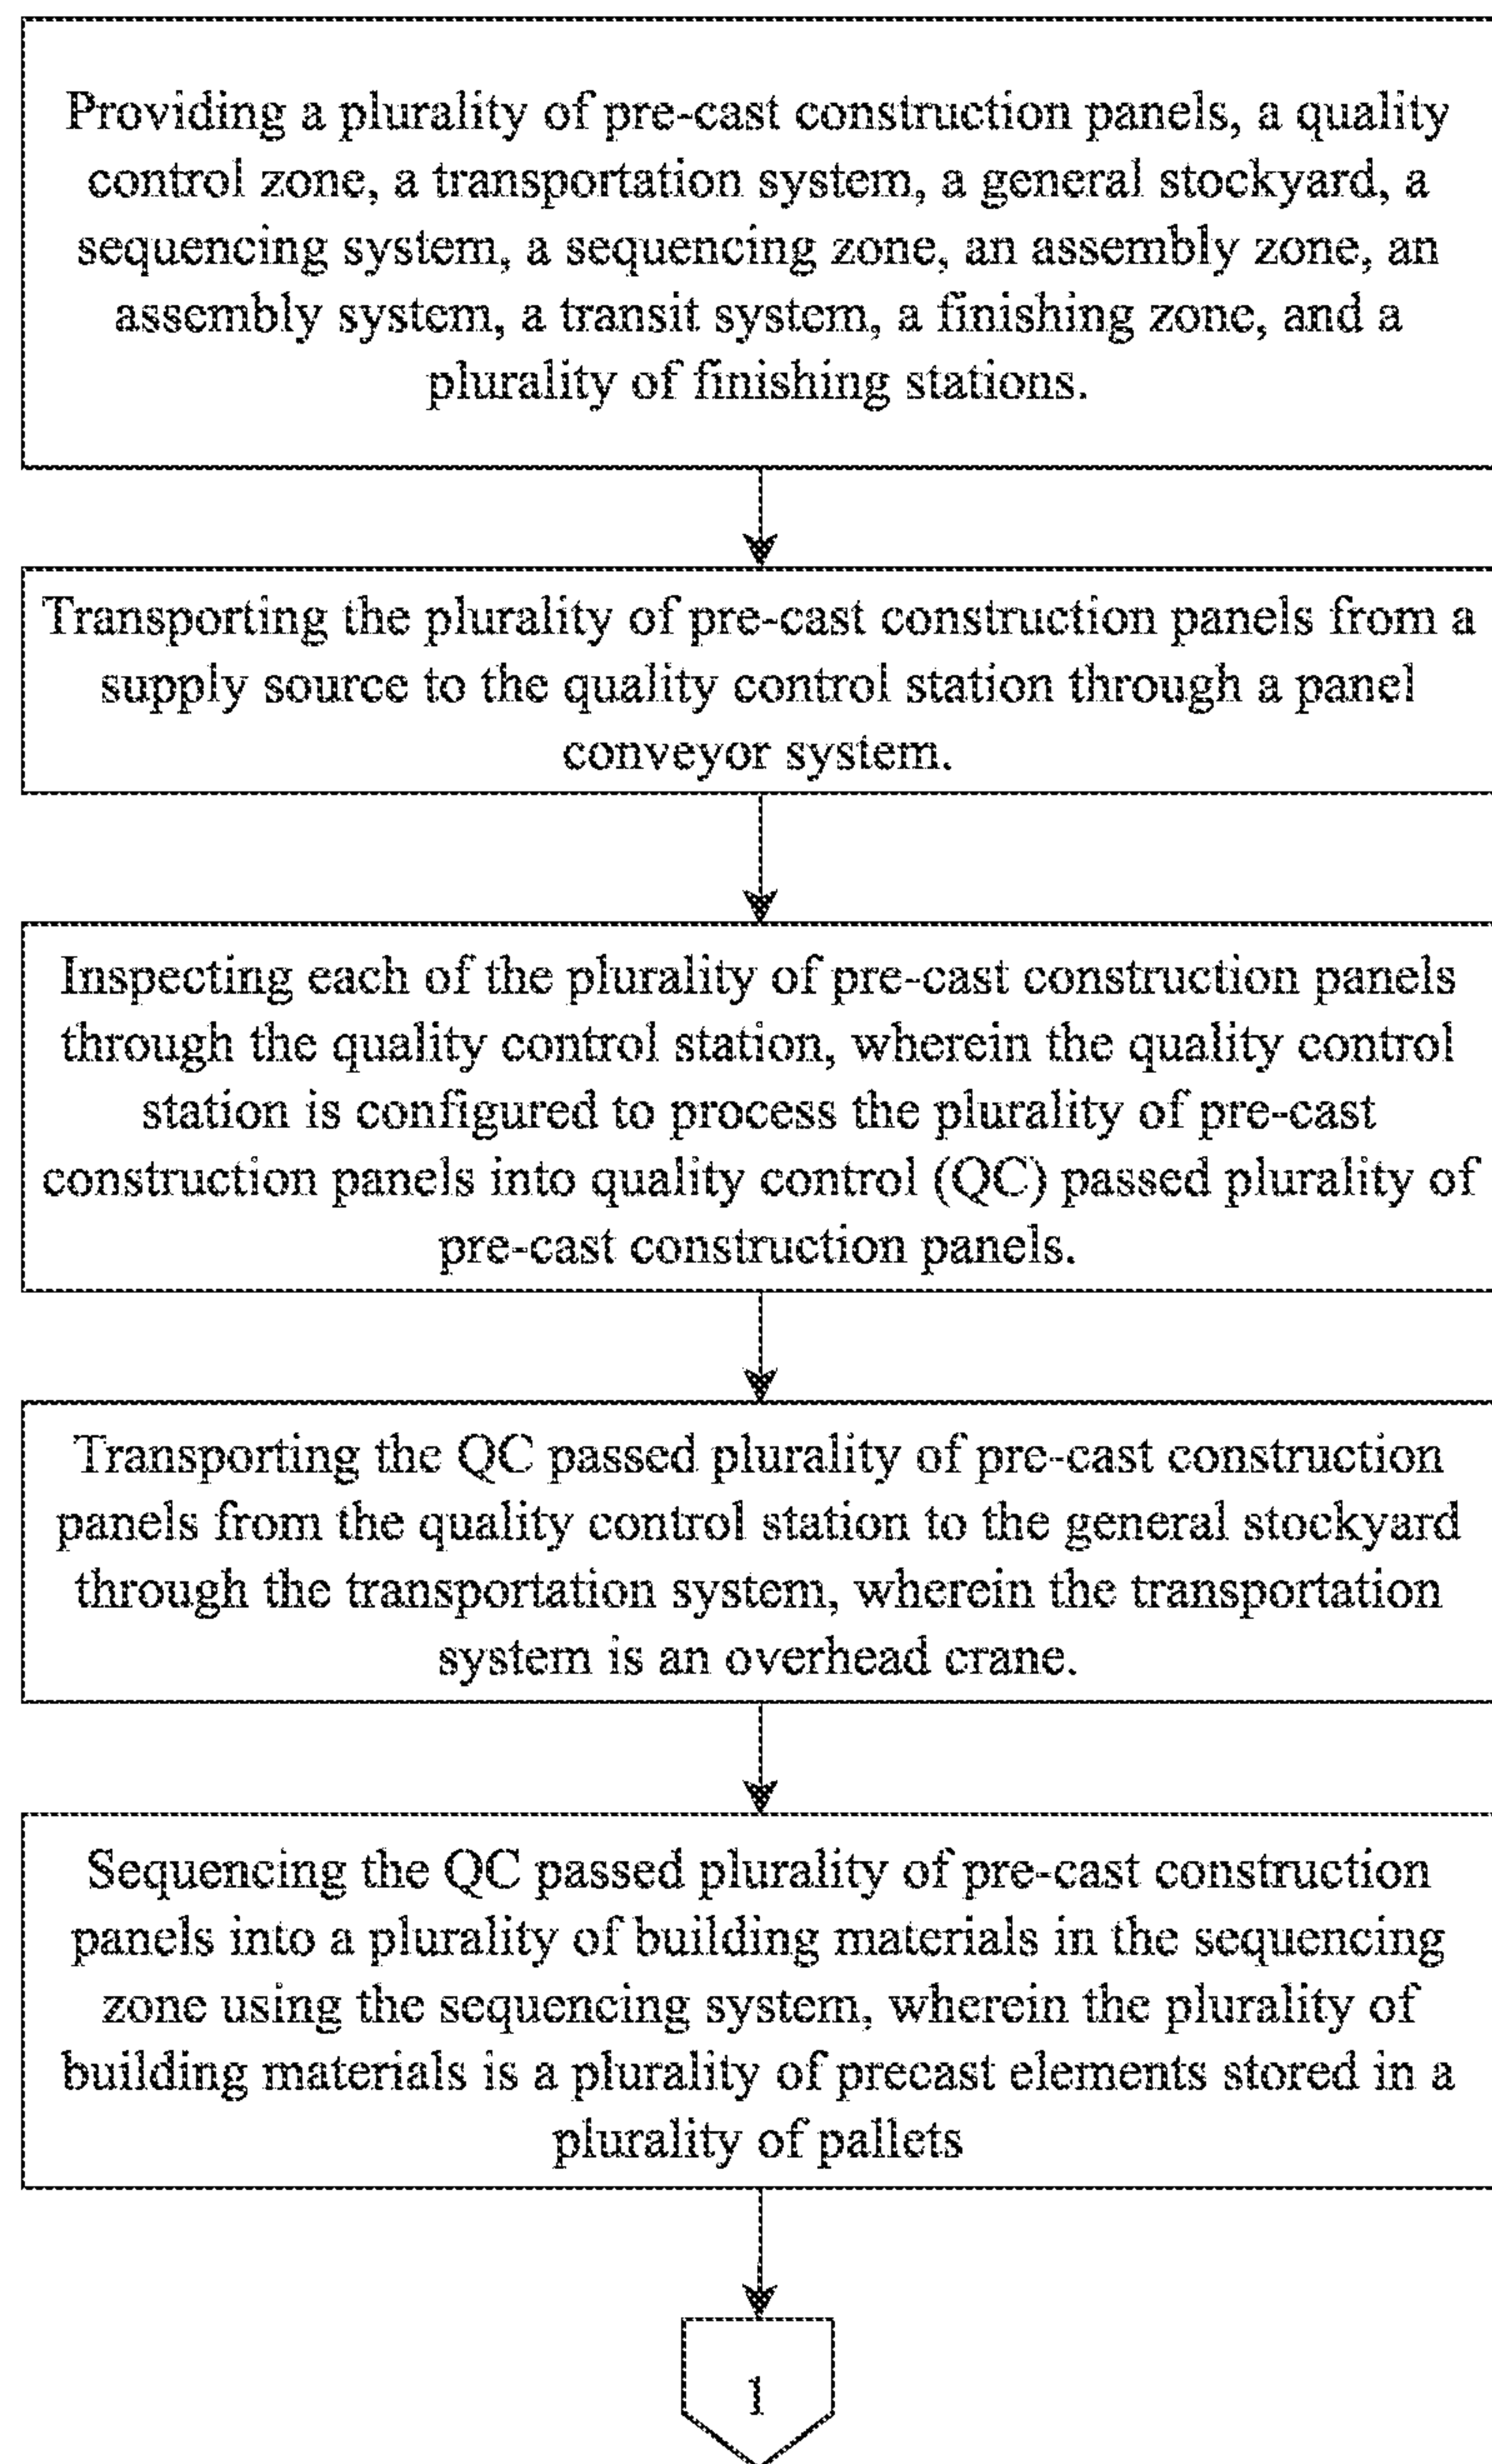 Providing a plurality of pre-cast construction panels, a quality
control zone, a transportation system, a general stockyard, a
sequencing system, a sequencing zone, an assembly zone, an
assembly system, a transit system, a finishing zone, and a
plurality of finishing stations.
Transporting the plurality of pre-cast construction panels from a
supply source to the quality control station through a panel
conveyor system.
Inspecting each of the plurality of pre-cast construction panels
through the quality control station, wherein the quality control
station is configured to process the plurality of pre-cast
construction panels into quality control (QC) passed plurality of
pre-cast construction panels.
Transporting the QC passed plurality of pre-cast construction
panels from the quality control station to the general stockyard
through the transportation system, wherein the transportation
system is an overhead crane.
Sequencing the QC passed plurality of pre-cast construction
panels into a plurality of building materials in the sequencing
zone using the sequencing system, wherein the plurality of
building materials is a plurality of precast elements stored in a
plurality of pallets
1